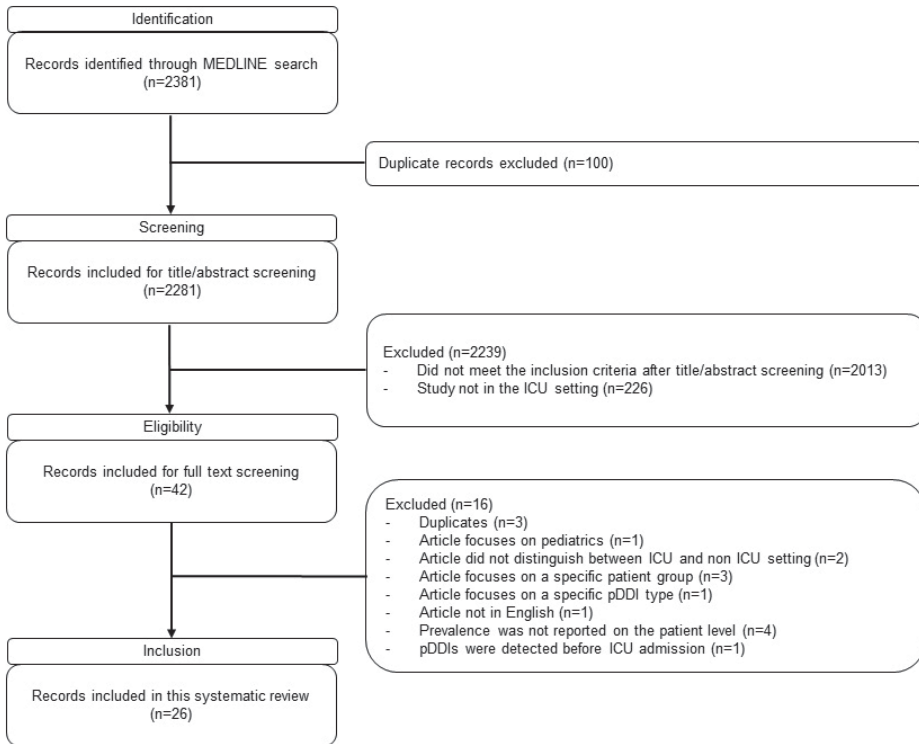 Identification
Records identified through MEDLINE search
(n=2381)
Duplicate records excluded (n=100)
Screening
Records included for title/abstract screening
(n=2281)
Excluded (n=2239)
- Did not meet the inclusion criteria after title/abstract screening (n=2013)
- Study not in the ICU setting (n=226)
Eligibility
Records included for full text screening
(n=42)
Excluded (n=16)
- Duplicates (n=3)
- Article focuses on pediatrics (n=1)
- Article did not distinguish between ICU and non ICU setting (n=2)
- Article focuses on a specific patient group (n=3)
- Article focuses on a specific pDDI type (n=1)
- Article not in English (n=1)
- Prevalence was not reported on the patient level (n=4)
- pDDIs were detected before ICU admission (n=1)
Inclusion
Records included in this systematic review
(n=26)